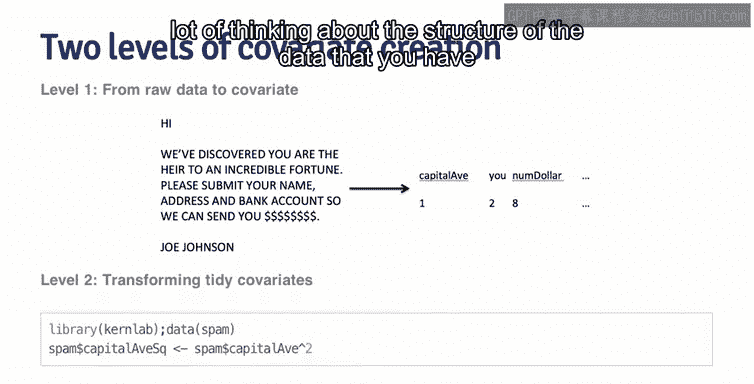 Two levels of covariate creation
lot of thinking about the structure of the
data that you have
Level 1: From raw data to covariate
HI
WE'VE DISCOVERED YOU ARE THE
HEIR TO AN INCREDIBLE FORTUNE.
PLEASE SUBMIT YOUR NAME,
ADDRESS AND BANK ACCOUNT SO
WE CAN SEND YOU $$$$$$$$.
JOE JOHNSON
capitalAve you numDollar ...
1 2 8 ...
Level 2: Transforming tidy covariates
library(kernlab);data(spam)
spam$capitalAveSq <- spam$capitalAve^2